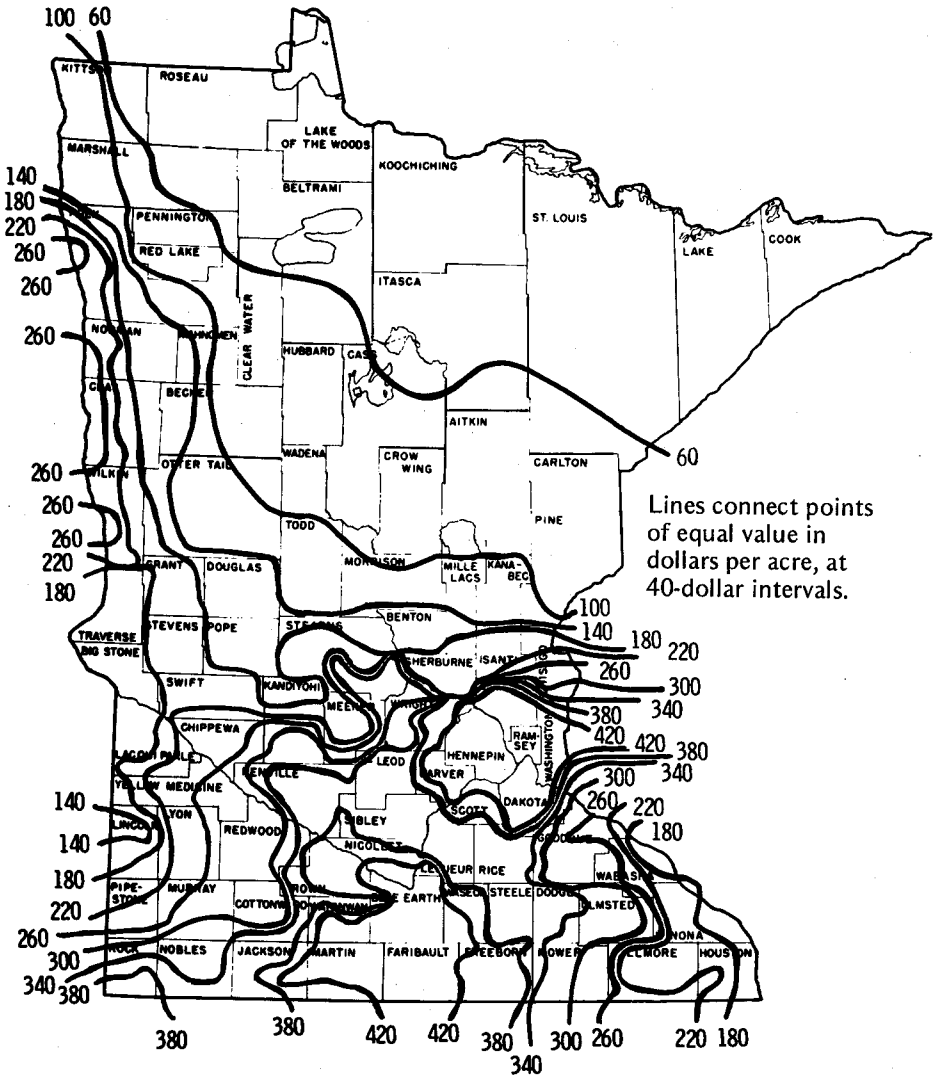 100 60
KITTSON
ROSEAU
LAKE
OF THE WOODS
MARSHALL
KOOCHICHING
140
180
220
260
260
BELTRAMI
PENNINGTON
ST. LOUIS
RED LAKE
LAKE
COOK
ITASCA
CLEAR WATER
260
NORMAN
MAHNOMEN
HUBBARD
CASS
CLAY
BECKER
AITKIN
WADENA
CROW
WING
60
260
WILKIN
OTTER TAIL
CARLTON
260
260
TODD
PINE
Lines connect points
of equal value in
dollars per acre, at
40-dollar intervals.
220
180
GRANT
DOUGLAS
MORRISON
MILLE
LACS
KANA-
BEC
100
140
180
220
260
300
340
380
420
BENTON
TRAVERSE
STEVENS
POPE
STEARNS
BIG STONE
SHERBURNE
ISANTI
CHISAGO
SWIFT
KANDIYOHI
MEEKER
WRIGHT
CHIPPEWA
HENNEPIN
RAM-
SEY
WASHINGTON
420
380
340
300
260
220
180
LACQUI PARLE
RENVILLE
LEOD
CARVER
YELLOW MEDICINE
SCOTT
DAKOTA
140
140
LINCOLN
LYON
REDWOOD
SIBLEY
NICOLLET
GOODHUE
180
LE SUEUR
RICE
WABASHA
220
PIPE-
STONE
MURRAY
COTTONWOOD
BROWN
WATONWAN
BLUE EARTH
WASECA
STEELE
DODGE
OLMSTED
WINONA
260
300
340
380
ROCK
NOBLES
JACKSON
MARTIN
FARIBAULT
FREEBORN
MOWER
FILLMORE
HOUSTON
380
380
420
420
380
340
300
260
220 180